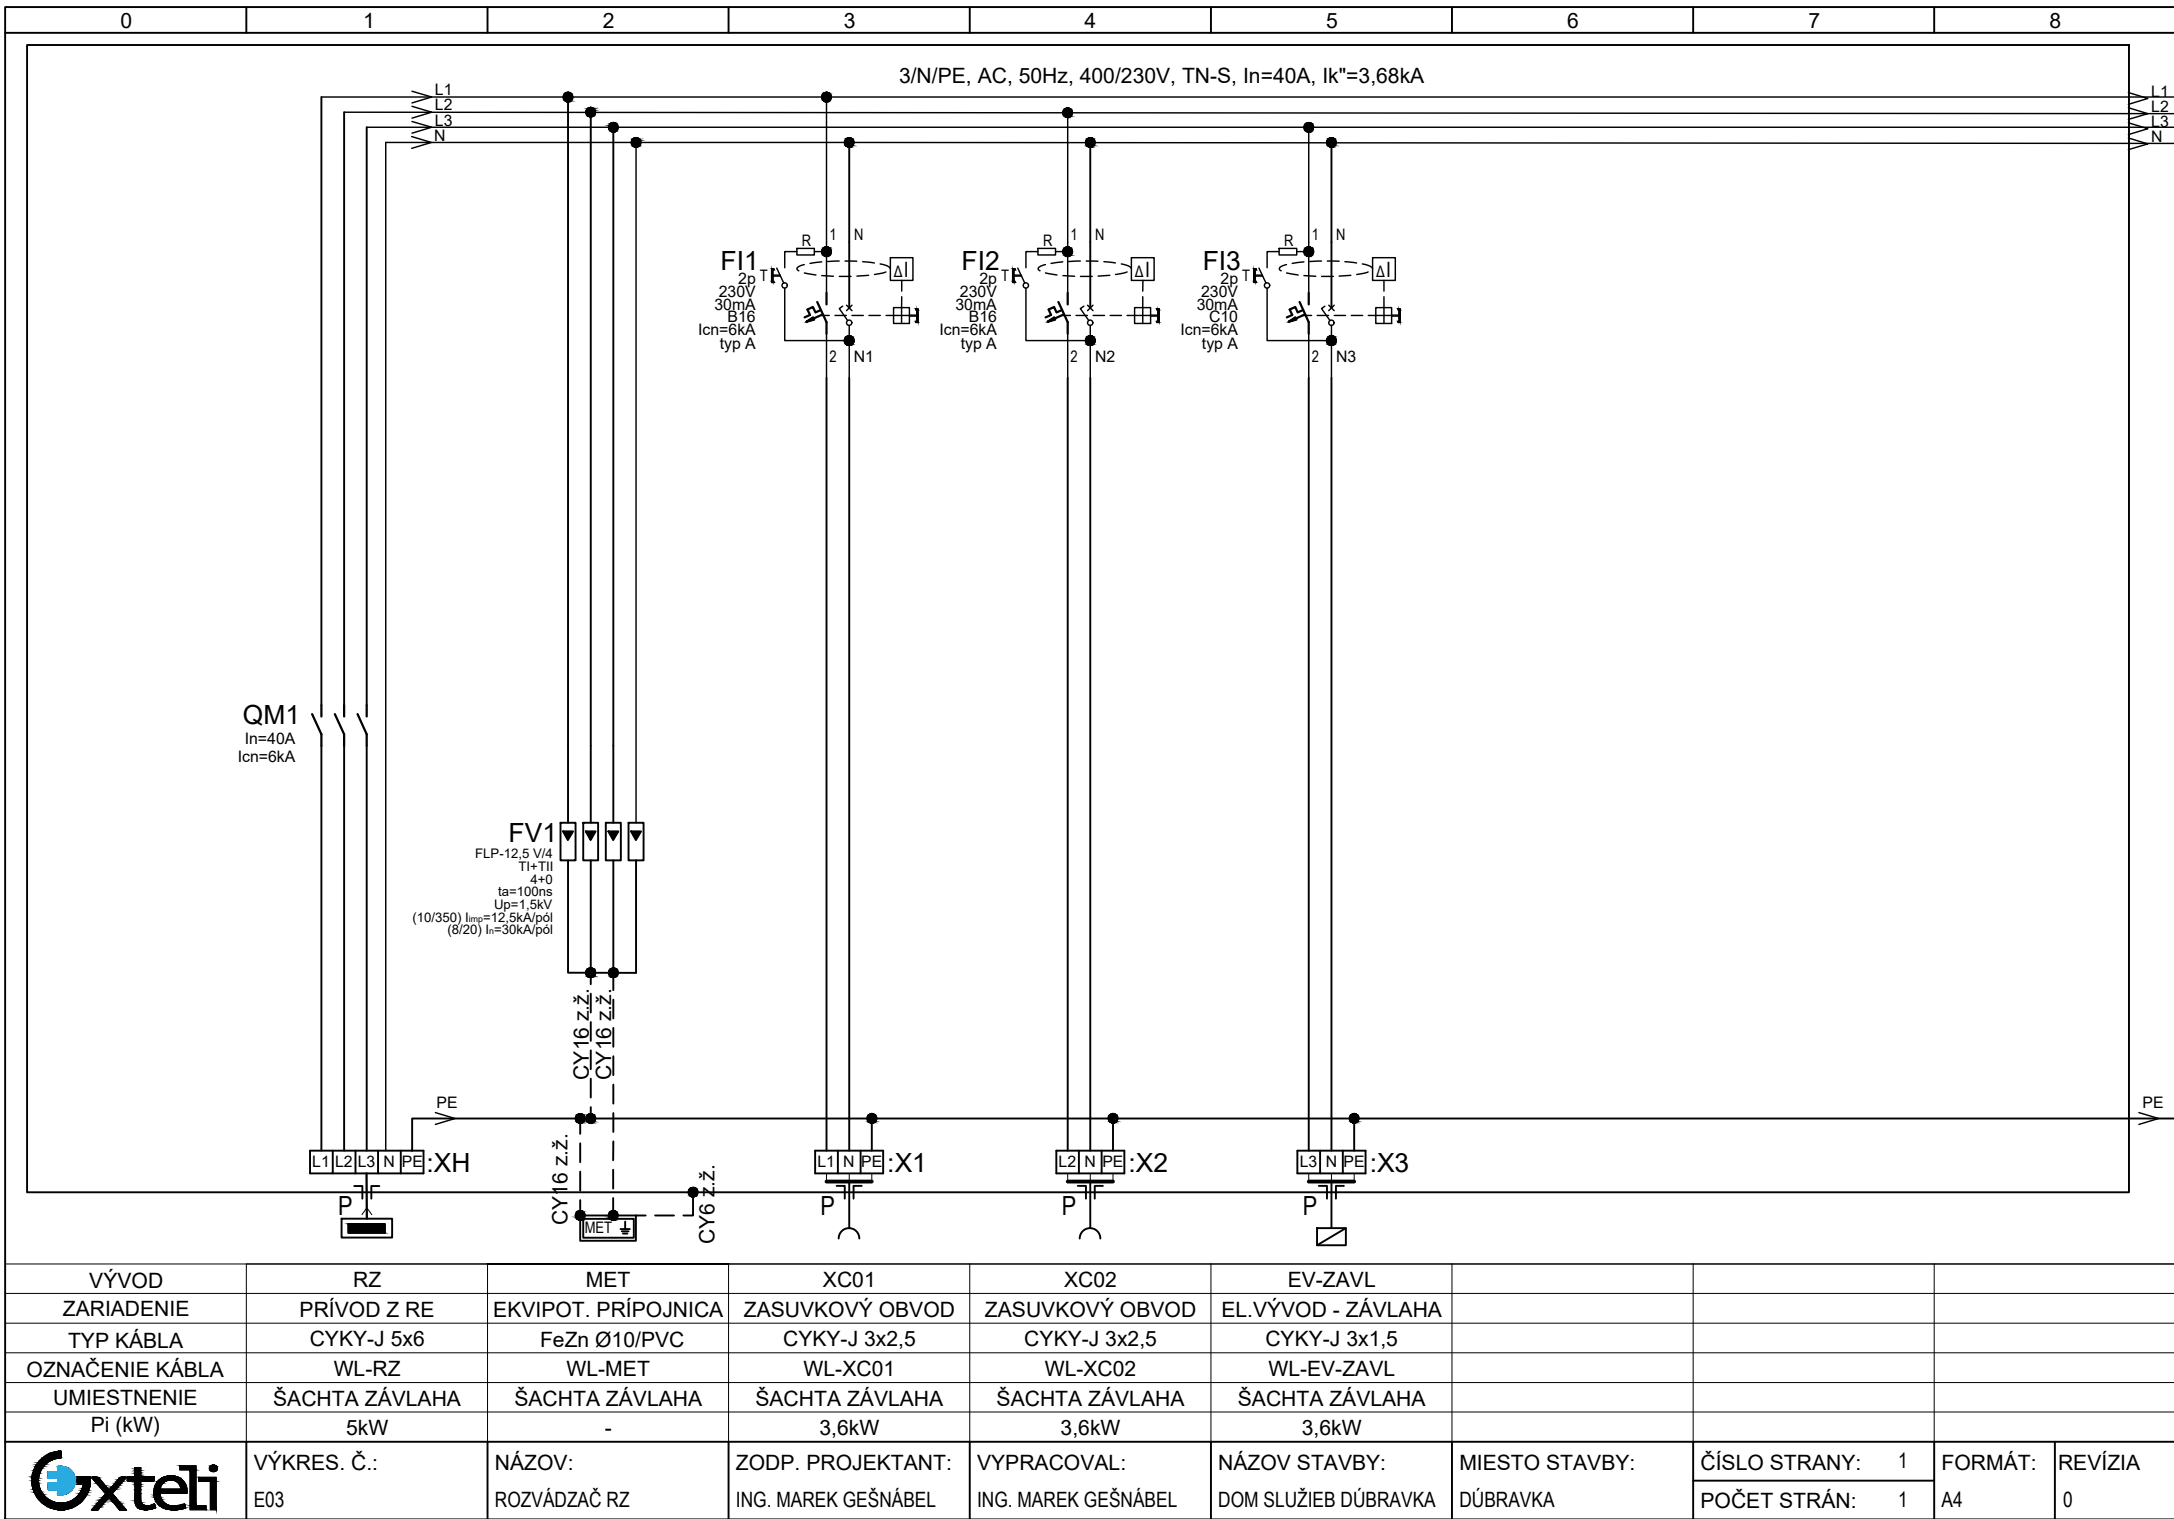 0 1 2 3 4 5 6 7 8
3/N/PE, AC, 50Hz, 400/230V, TN-S, In=40A, Ik"=3,68kA
L1 L1
L2 L2
L3 L3
N N
R 1 N R 1 N R 1 N
FI1 T ΔI FI2 T ΔI FI3 T ΔI
2p 2p 2p
230V 230V 230V
30mA 30mA 30mA
B16 B16 C10
Icn=6kA Icn=6kA Icn=6kA
typ A typ A typ A
2 N1 2 N2 2 N3
QM1
In=40A
Icn=6kA
FV1
FLP-12,5 V/4
TI+TII
4+0
ta=100ns
Up=1,5kV
(10/350) Iimp=12,5kA/pól
(8/20) In=30kA/pól
CY16 z.ž.
CY16 z.ž.
PE PE
L1 L2 L3 N PE :XH
L1 N PE :X1
L2 N PE :X2
L3 N PE :X3
CY16 z.ž.
CY6 z.ž.
P P P P
MET
VÝVOD RZ MET XC01 XC02 EV-ZAVL
ZARIADENIE PRÍVOD Z RE EKVIPOT. PRÍPOJNICA ZASUVKOVÝ OBVOD ZASUVKOVÝ OBVOD EL.VÝVOD - ZÁVLAHA
TYP KÁBLA CYKY-J 5x6 FeZn Ø10/PVC CYKY-J 3x2,5 CYKY-J 3x2,5 CYKY-J 3x1,5
OZNAČENIE KÁBLA WL-RZ WL-MET WL-XC01 WL-XC02 WL-EV-ZAVL
UMIESTNENIE ŠACHTA ZÁVLAHA ŠACHTA ZÁVLAHA ŠACHTA ZÁVLAHA ŠACHTA ZÁVLAHA ŠACHTA ZÁVLAHA
Pi (kW) 5kW - 3,6kW 3,6kW 3,6kW
exteli
VÝKRES. Č.: NÁZOV: ZODP. PROJEKTANT: VYPRACOVAL: NÁZOV STAVBY: MIESTO STAVBY: ČÍSLO STRANY: 1 FORMÁT: REVÍZIA
E03 ROZVÁDZAČ RZ ING. MAREK GEŠNÁBEL ING. MAREK GEŠNÁBEL DOM SLUŽIEB DÚBRAVKA DÚBRAVKA POČET STRÁN: 1 A4 0